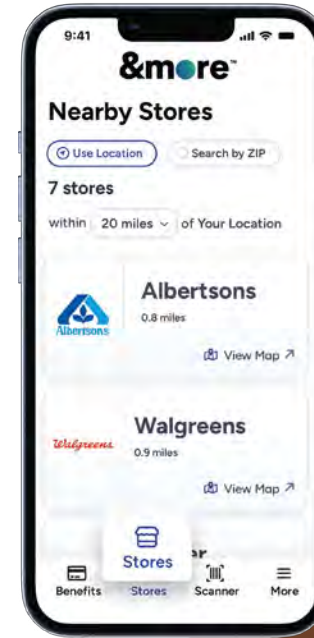 9:41
&more™
Nearby Stores
Use Location
Search by ZIP
7 stores
within 20 miles of Your Location
Albertsons
Albertsons
0.8 miles
View Map
Walgreens
Walgreens
0.9 miles
View Map
Stores
Benefits
Stores
Scanner
More